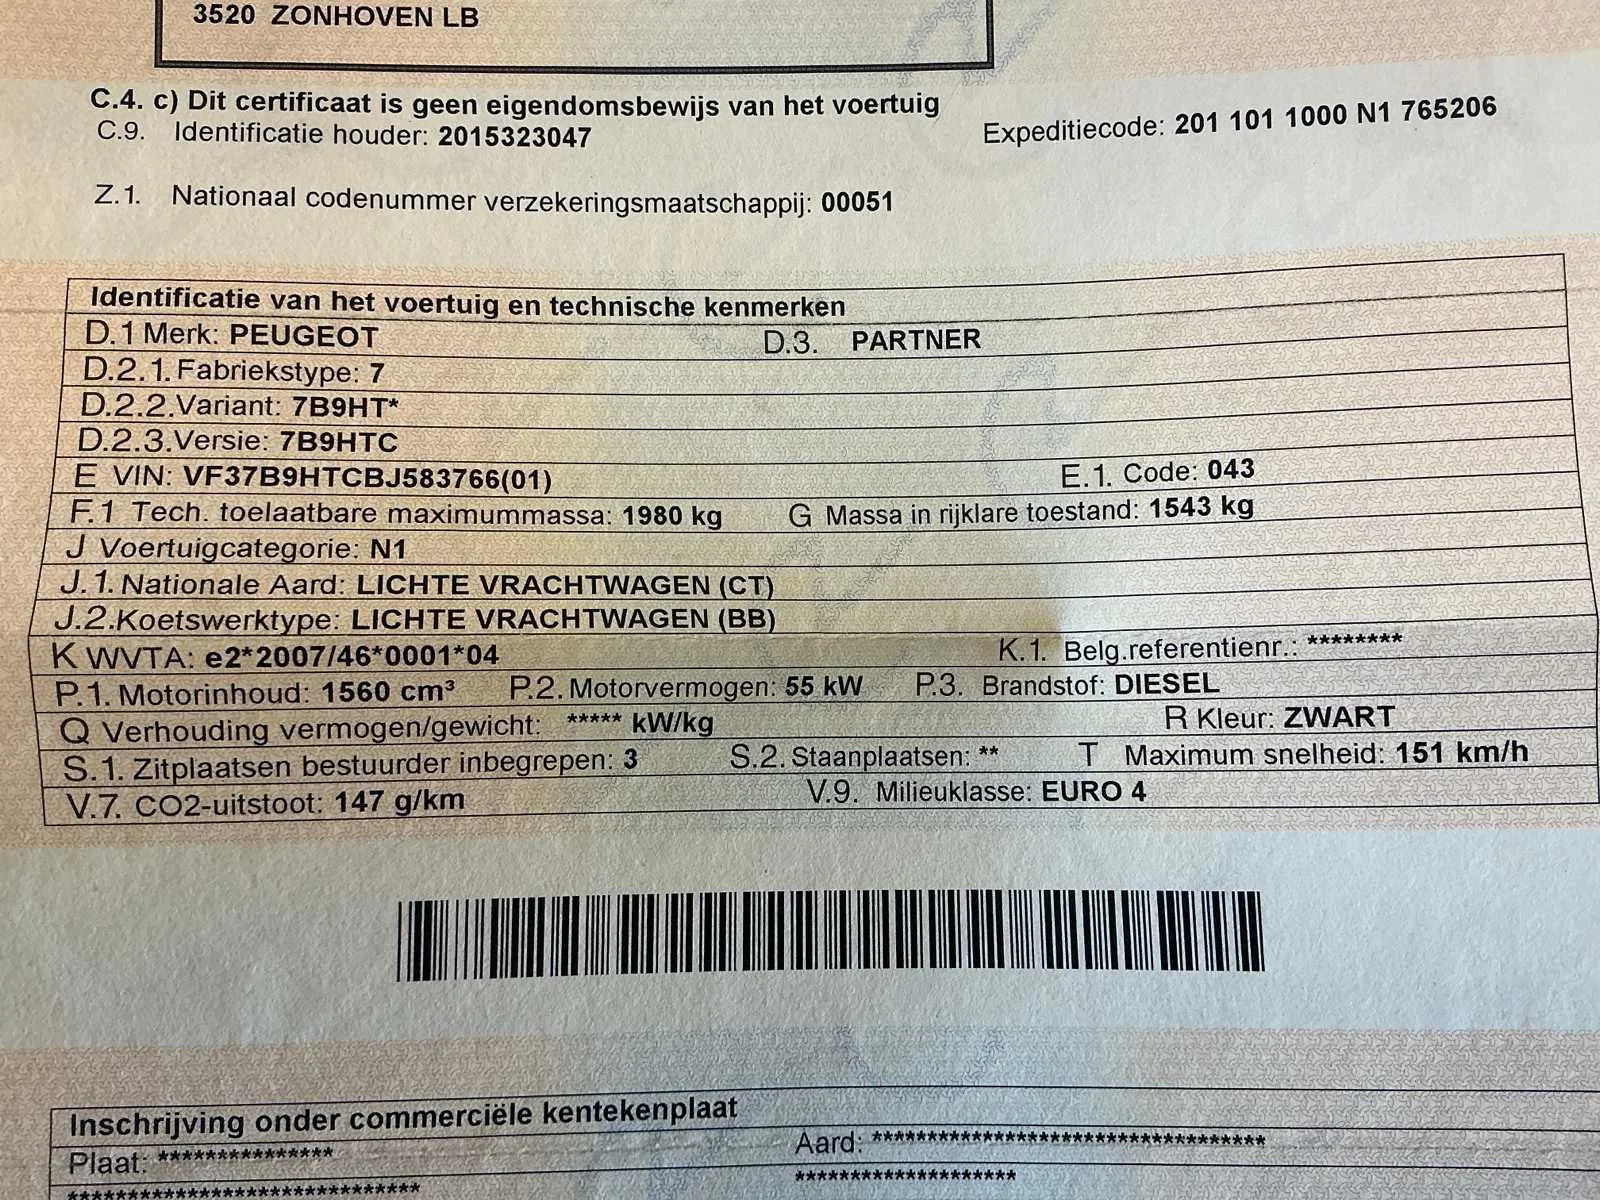 3520 ZONHOVEN LB
C.4. c) Dit certificaat is geen eigendomsbewijs van het voertuig
C.9. Identificatie houder: 2015323047 Expeditiecode: 201 101 1000 N1 765206
Z.1. Nationaal codenummer verzekeringsmaatschappij: 00051
Identificatie van het voertuig en technische kenmerken
D.1 Merk: PEUGEOT D.3. PARTNER
D.2.1. Fabriekstype: 7
D.2.2. Variant: 7B9HT*
D.2.3. Versie: 7B9HTC
E VIN: VF37B9HTCBJ583766(01) E.1. Code: 043
F.1 Tech. toelaatbare maximummassa: 1980 kg G Massa in rijklare toestand: 1543 kg
J Voertuigcategorie: N1
J.1. Nationale Aard: LICHTE VRACHTWAGEN (CT)
J.2. Koetswerktype: LICHTE VRACHTWAGEN (BB)
K WVTA: e2*2007/46*0001*04 K.1. Belg.referentienr.: ********
P.1. Motorinhoud: 1560 cm³ P.2. Motorvermogen: 55 kW P.3. Brandstof: DIESEL
Q Verhouding vermogen/gewicht: ***** kW/kg R Kleur: ZWART
S.1. Zitplaatsen bestuurder inbegrepen: 3 S.2. Staanplaatsen: ** T Maximum snelheid: 151 km/h
V.7. CO2-uitstoot: 147 g/km V.9. Milieuklasse: EURO 4
Inschrijving onder commerciële kentekenplaat
Plaat: *************** Aard: **********************************
****************************** *******************